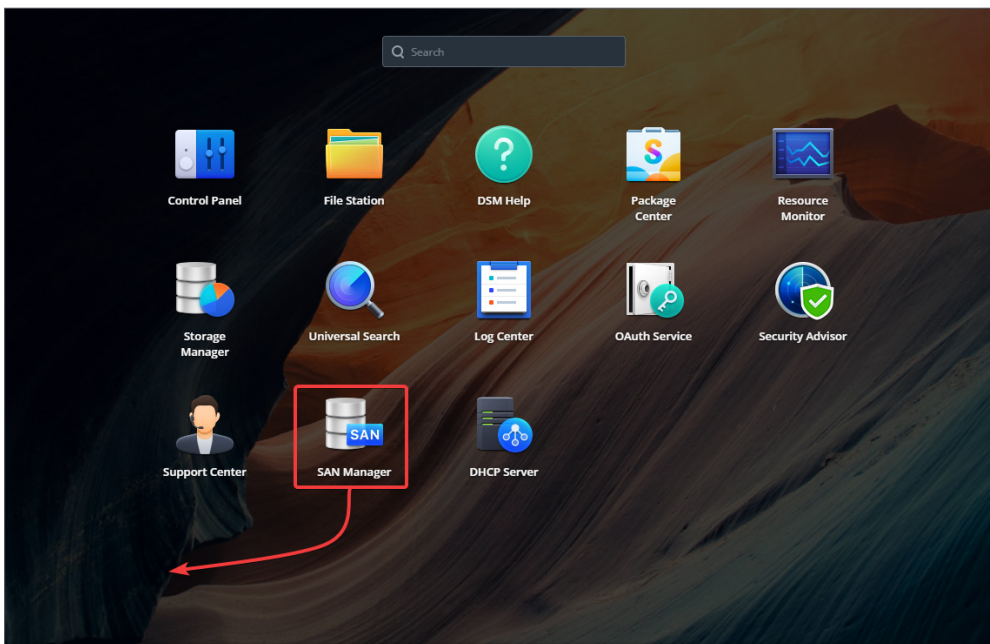 Search
Control Panel
File Station
DSM Help
Package
Center
Resource
Monitor
Storage
Manager
Universal Search
Log Center
OAuth Service
Security Advisor
Support Center
SAN
SAN Manager
DHCP Server